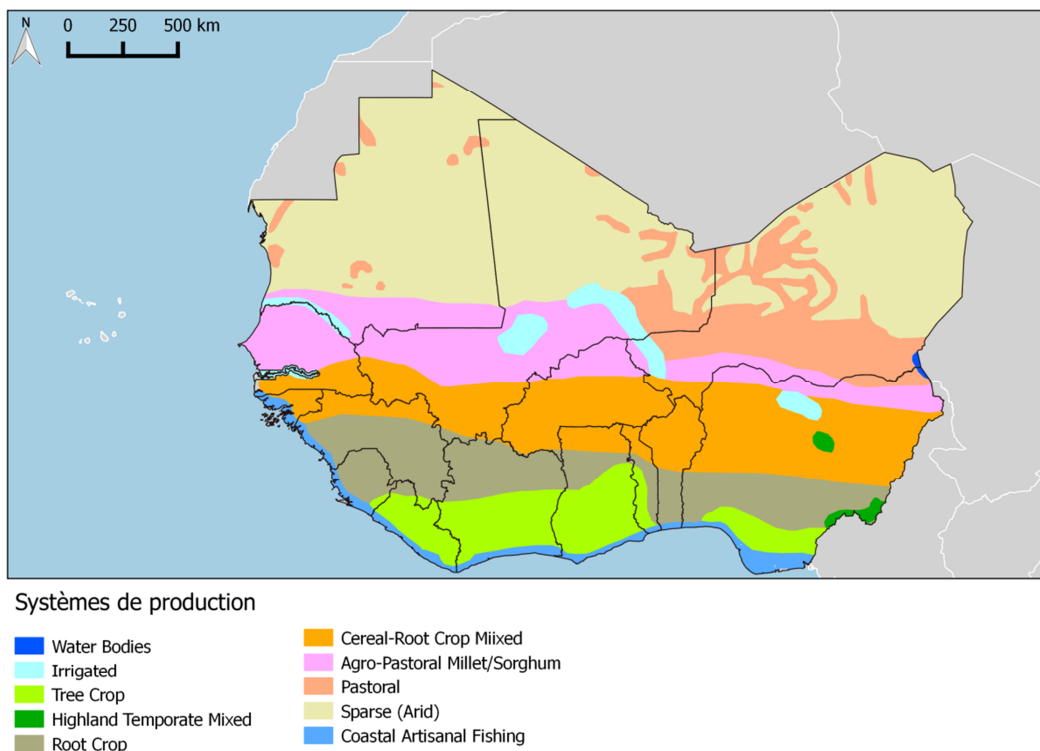 N
0 250 500 km
Systèmes de production
Water Bodies
Irrigated
Tree Crop
Highland Temporate Mixed
Root Crop
Cereal-Root Crop Miixed
Agro-Pastoral Millet/Sorghum
Pastoral
Sparse (Arid)
Coastal Artisanal Fishing